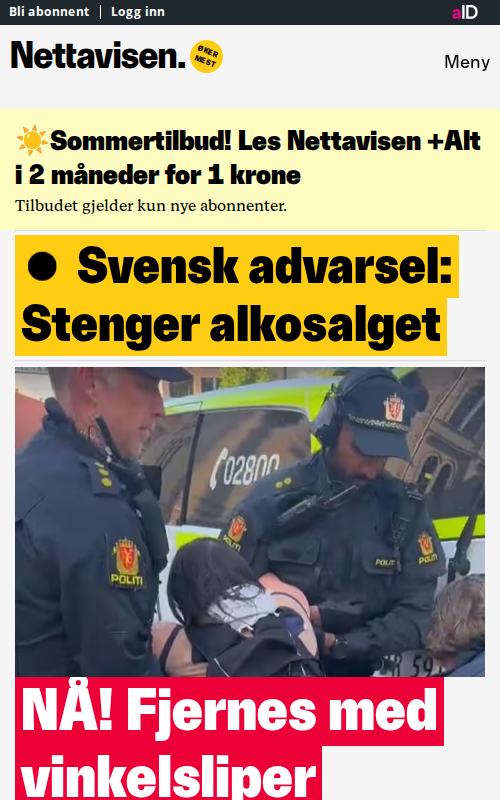 Bli abonnent | Logg inn
aID
Nettavisen.
ØKER
MEST
Meny
☀️Sommertilbud! Les Nettavisen +Alt
i 2 måneder for 1 krone
Tilbudet gjelder kun nye abonnenter.
● Svensk advarsel:
Stenger alkosalget
02800
POLITI
POLITI
POLITI
NÅ! Fjernes med
vinkelsliper